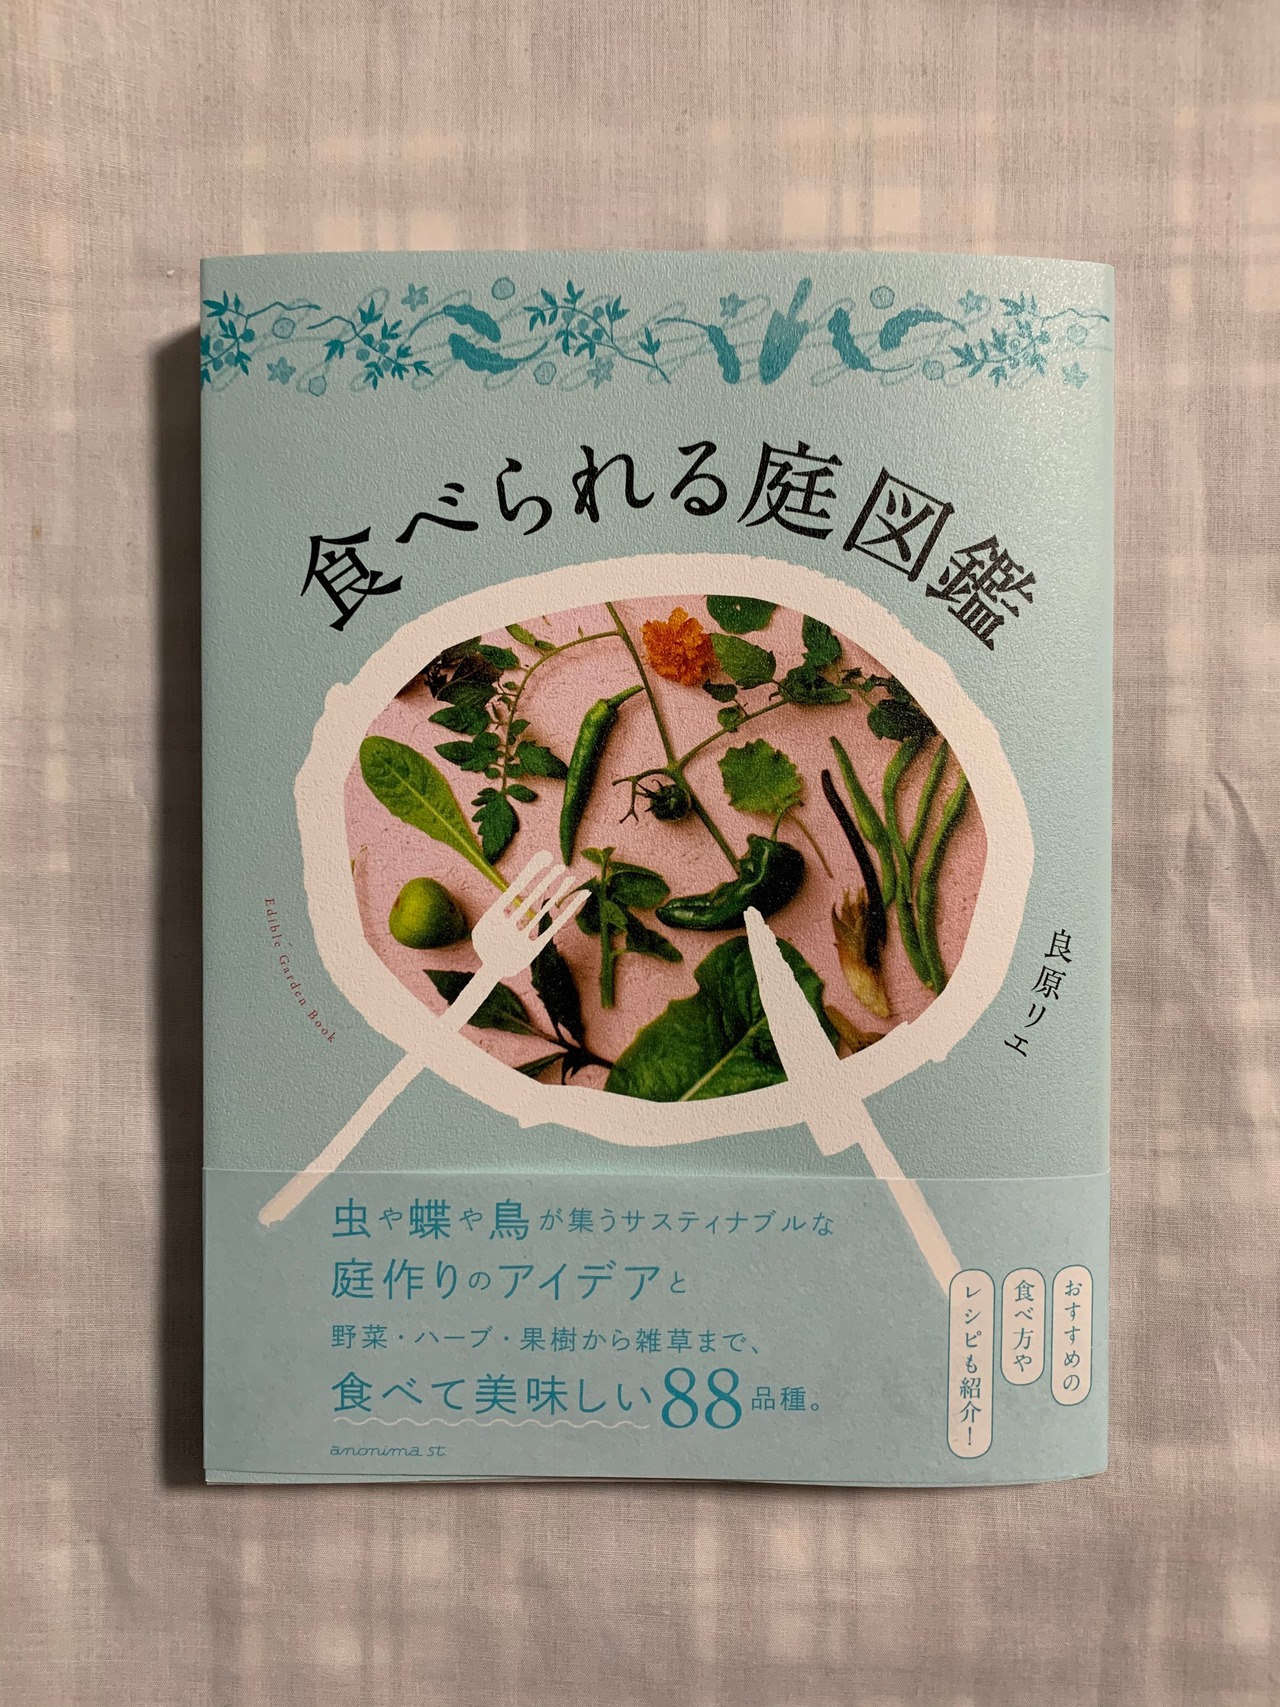 食べられる庭図鑑
Edible Garden Book
良原リエ
虫や蝶や鳥が集うサスティナブルな
庭作りのアイデアと
野菜・ハーブ・果樹から雑草まで、
食べて美味しい88品種。
おすすめの
食べ方や
レシピも紹介!
anonima st.